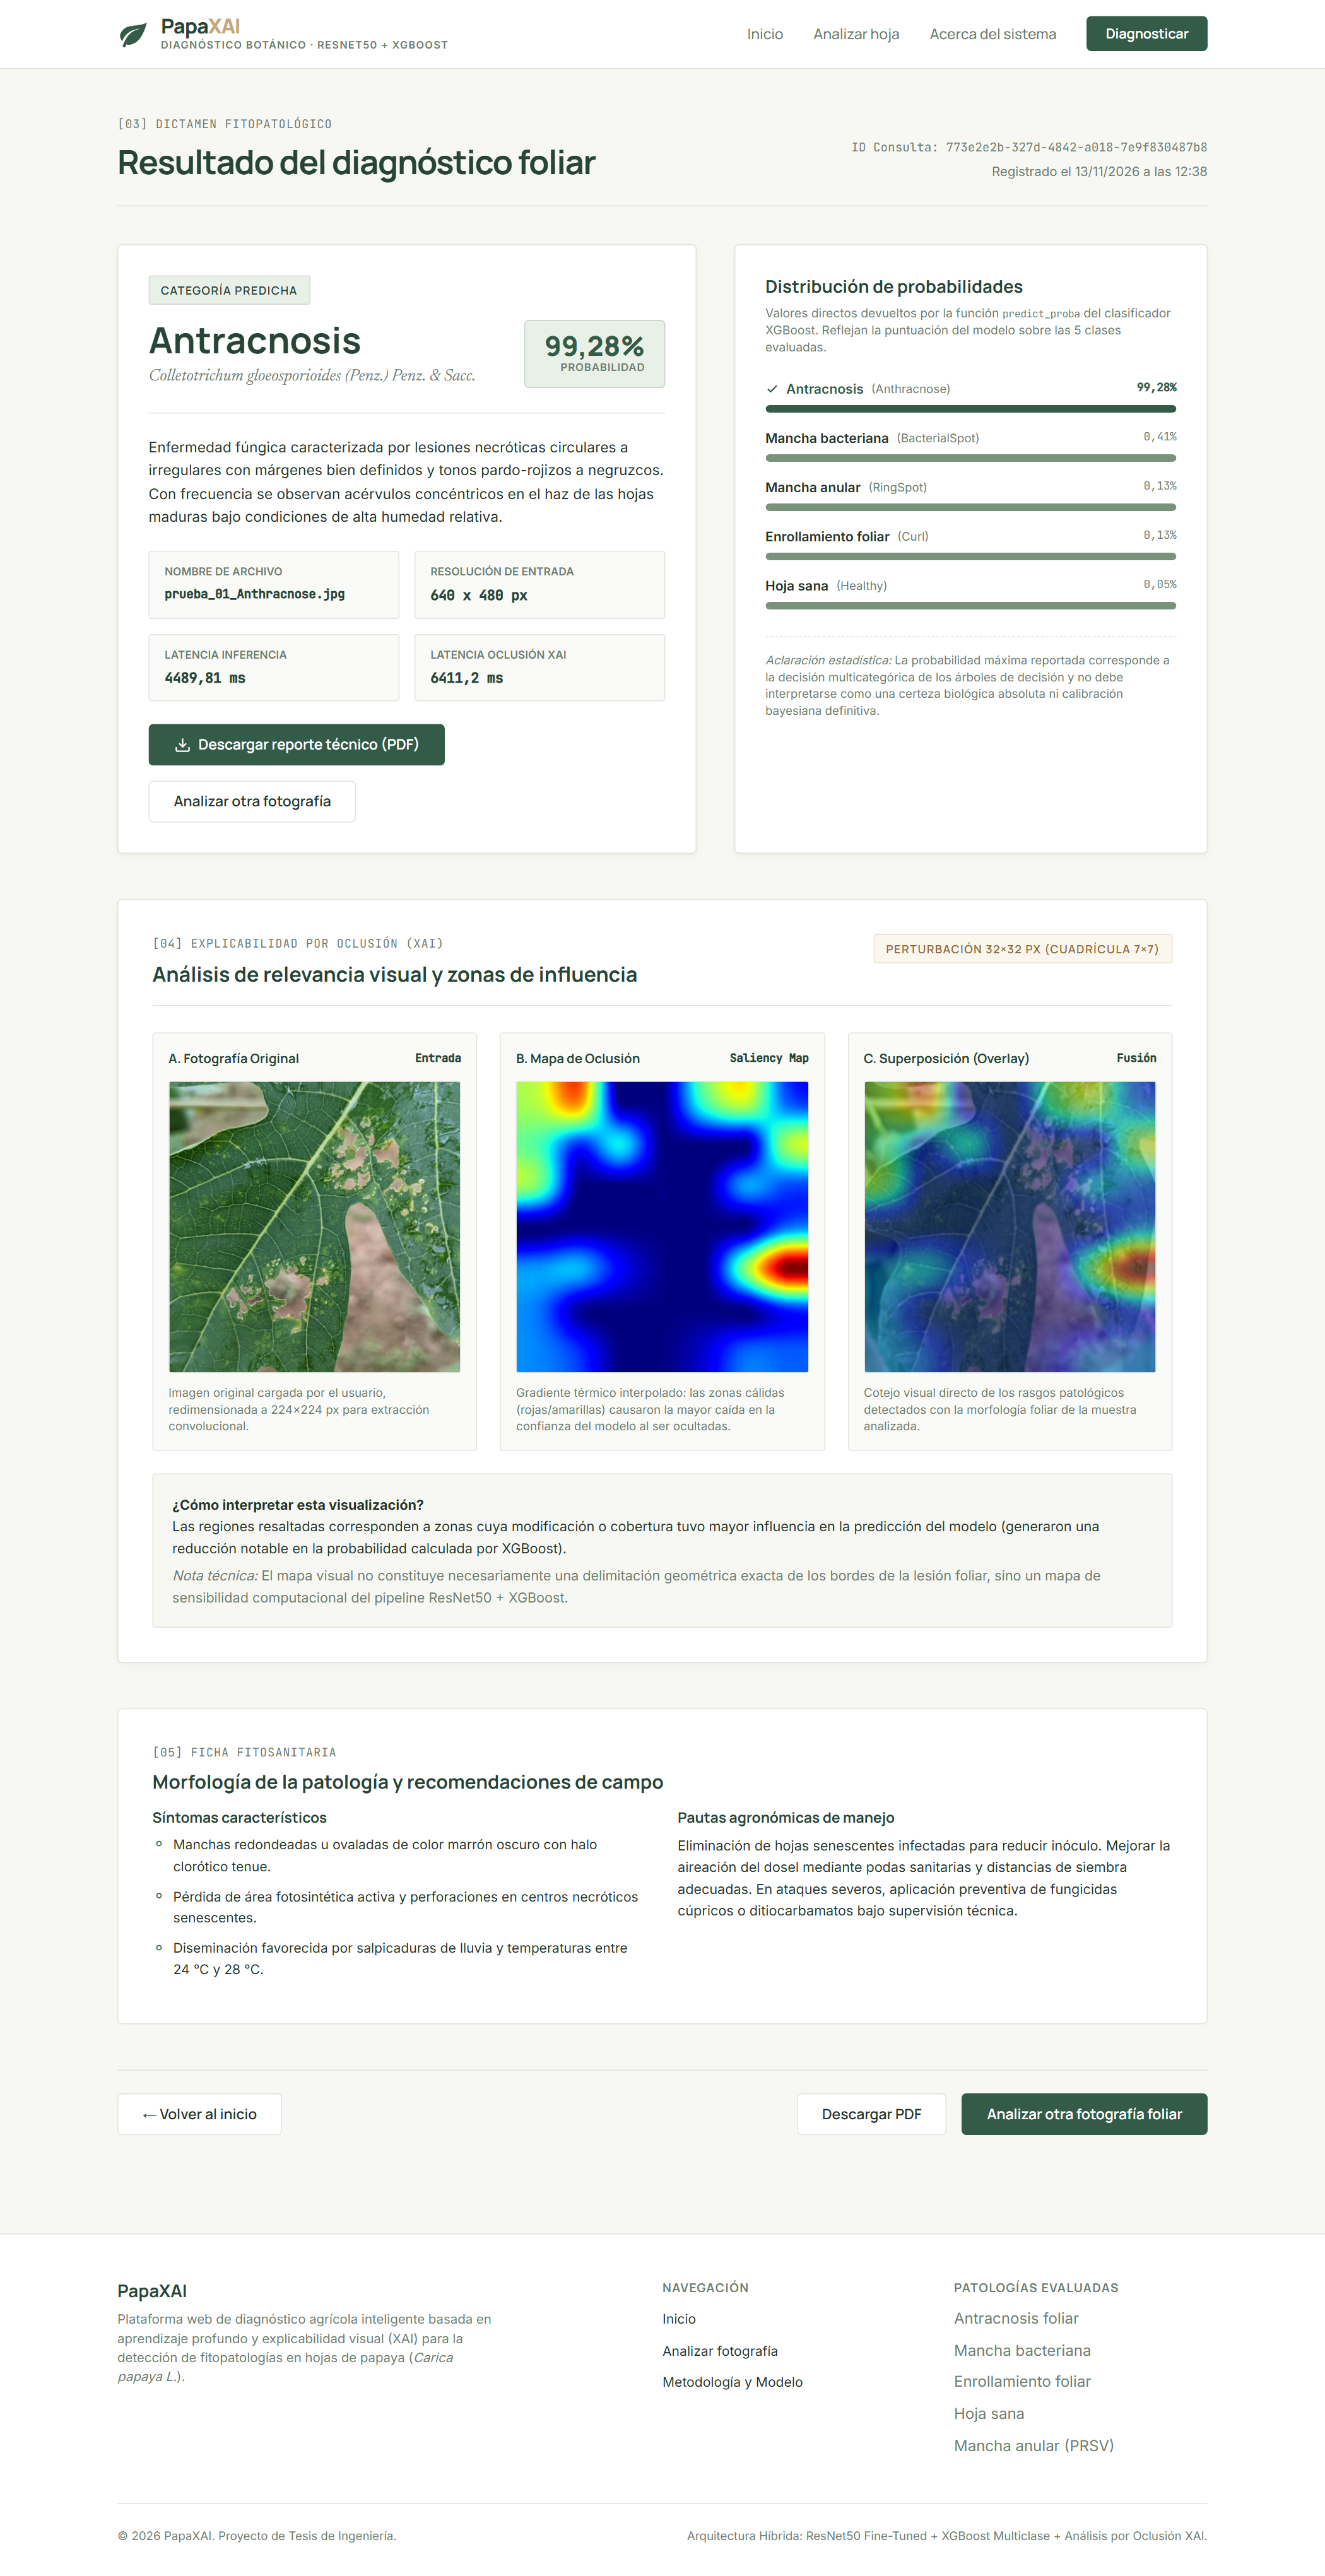 PapaXAI
DIAGNÓSTICO BOTÁNICO · RESNET50 + XGBOOST
Inicio
Analizar hoja
Acerca del sistema
Diagnosticar
[03] DICTAMEN FITOPATOLÓGICO
Resultado del diagnóstico foliar
ID Consulta: 773e2e2b-327d-4842-a018-7e9f830487b8
Registrado el 13/11/2026 a las 12:38
CATEGORÍA PREDICHA
Antracnosis
Colletotrichum gloeosporioides (Penz.) Penz. & Sacc.
99,28%
PROBABILIDAD
Enfermedad fúngica caracterizada por lesiones necróticas circulares a
irregulares con márgenes bien definidos y tonos pardo-rojizos a negruzcos.
Con frecuencia se observan acérvulos concéntricos en el haz de las hojas
maduras bajo condiciones de alta humedad relativa.
NOMBRE DE ARCHIVO
prueba_01_Anthracnose.jpg
RESOLUCIÓN DE ENTRADA
640 x 480 px
LATENCIA INFERENCIA
4489,81 ms
LATENCIA OCLUSIÓN XAI
6411,2 ms
Descargar reporte técnico (PDF)
Analizar otra fotografía
Distribución de probabilidades
Valores directos devueltos por la función predict_proba del clasificador
XGBoost. Reflejan la puntuación del modelo sobre las 5 clases
evaluadas.
✓ Antracnosis (Anthracnose) 99,28%
Mancha bacteriana (BacterialSpot) 0,41%
Mancha anular (RingSpot) 0,13%
Enrollamiento foliar (Curl) 0,13%
Hoja sana (Healthy) 0,05%
Aclaración estadística: La probabilidad máxima reportada corresponde a
la decisión multicategórica de los árboles de decisión y no debe
interpretarse como una certeza biológica absoluta ni calibración
bayesiana definitiva.
[04] EXPLICABILIDAD POR OCLUSIÓN (XAI)
Análisis de relevancia visual y zonas de influencia
PERTURBACIÓN 32×32 PX (CUADRÍCULA 7×7)
A. Fotografía Original
Entrada
Imagen original cargada por el usuario,
redimensionada a 224×224 px para extracción
convolucional.
B. Mapa de Oclusión
Saliency Map
Gradiente térmico interpolado: las zonas cálidas
(rojas/amarillas) causaron la mayor caída en la
confianza del modelo al ser ocultadas.
C. Superposición (Overlay)
Fusión
Cotejo visual directo de los rasgos patológicos
detectados con la morfología foliar de la muestra
analizada.
¿Cómo interpretar esta visualización?
Las regiones resaltadas corresponden a zonas cuya modificación o cobertura tuvo mayor influencia en la predicción del modelo (generaron una
reducción notable en la probabilidad calculada por XGBoost).
Nota técnica: El mapa visual no constituye necesariamente una delimitación geométrica exacta de los bordes de la lesión foliar, sino un mapa de
sensibilidad computacional del pipeline ResNet50 + XGBoost.
[05] FICHA FITOSANITARIA
Morfología de la patología y recomendaciones de campo
Síntomas característicos
Manchas redondeadas u ovaladas de color marrón oscuro con halo
clorótico tenue.
Pérdida de área fotosintética activa y perforaciones en centros necróticos
senescentes.
Diseminación favorecida por salpicaduras de lluvia y temperaturas entre
24 °C y 28 °C.
Pautas agronómicas de manejo
Eliminación de hojas senescentes infectadas para reducir inóculo. Mejorar la
aireación del dosel mediante podas sanitarias y distancias de siembra
adecuadas. En ataques severos, aplicación preventiva de fungicidas
cúpricos o ditiocarbamatos bajo supervisión técnica.
← Volver al inicio
Descargar PDF
Analizar otra fotografía foliar
PapaXAI
Plataforma web de diagnóstico agrícola inteligente basada en
aprendizaje profundo y explicabilidad visual (XAI) para la
detección de fitopatologías en hojas de papaya (Carica
papaya L.).
NAVEGACIÓN
Inicio
Analizar fotografía
Metodología y Modelo
PATOLOGÍAS EVALUADAS
Antracnosis foliar
Mancha bacteriana
Enrollamiento foliar
Hoja sana
Mancha anular (PRSV)
© 2026 PapaXAI. Proyecto de Tesis de Ingeniería.
Arquitectura Híbrida: ResNet50 Fine-Tuned + XGBoost Multiclase + Análisis por Oclusión XAI.